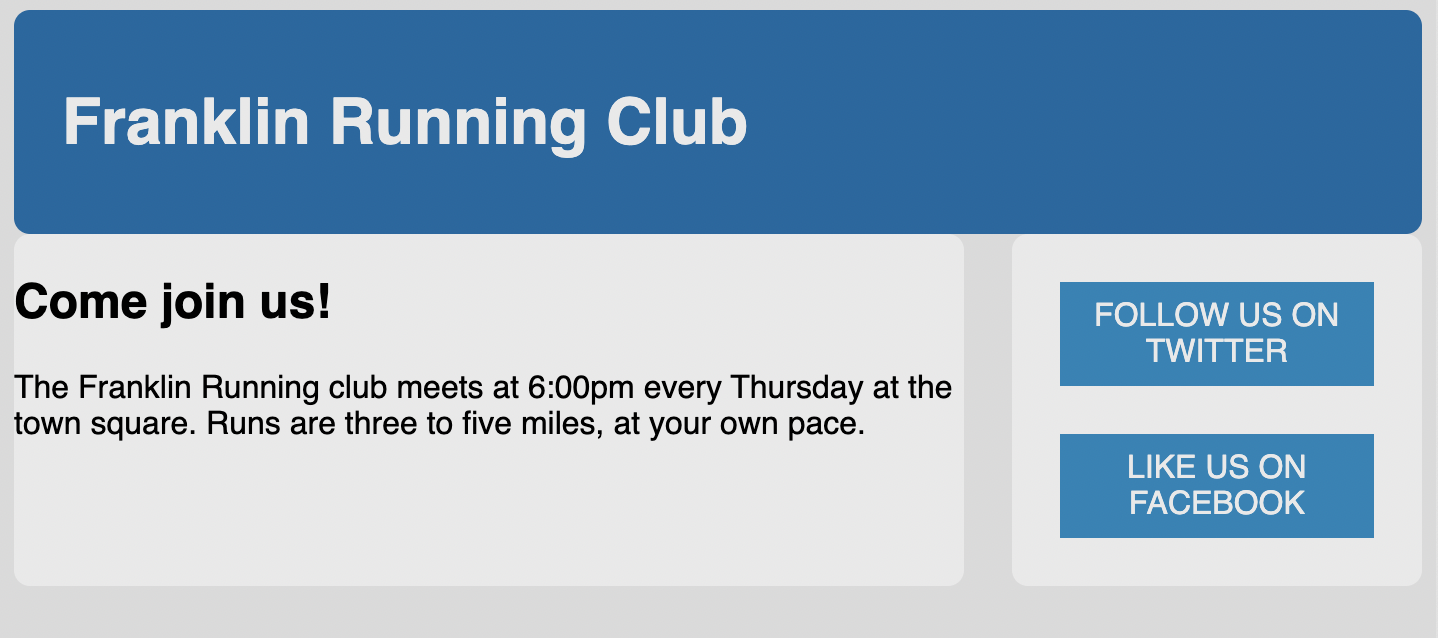 Franklin Running Club
Come join us!
The Franklin Running club meets at 6:00pm every Thursday at the
town square. Runs are three to five miles, at your own pace.
FOLLOW US ON
TWITTER
LIKE US ON
FACEBOOK